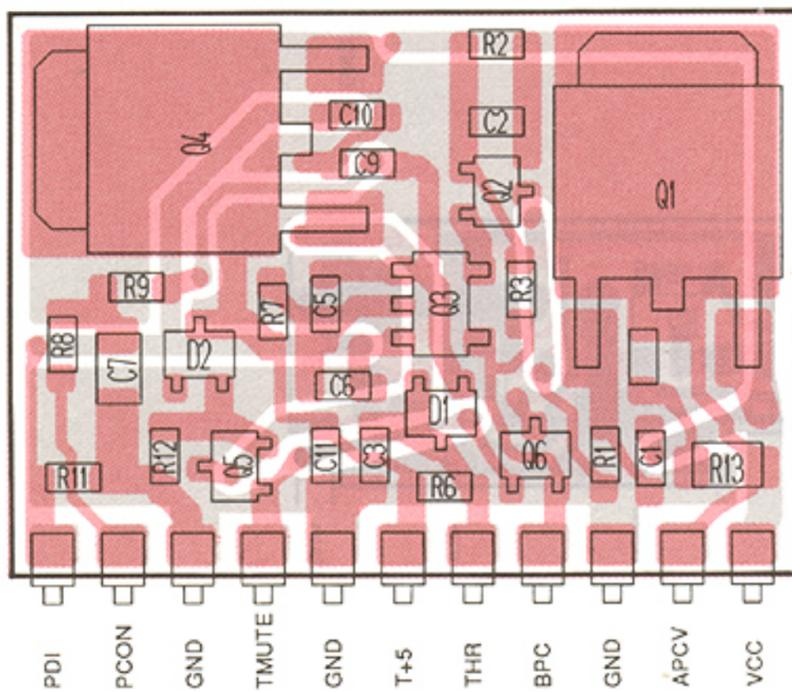 R2
C10
C2
Q4
C9
Q2
Q1
R9
R7
C5
Q3
R3
R8
C7
D2
C6
D1
R12
Q5
C11
C3
Q6
R1
C1
R13
R11
R6
PDI
PCON
GND
TMUTE
GND
T+5
THR
BPC
GND
APCV
VCC